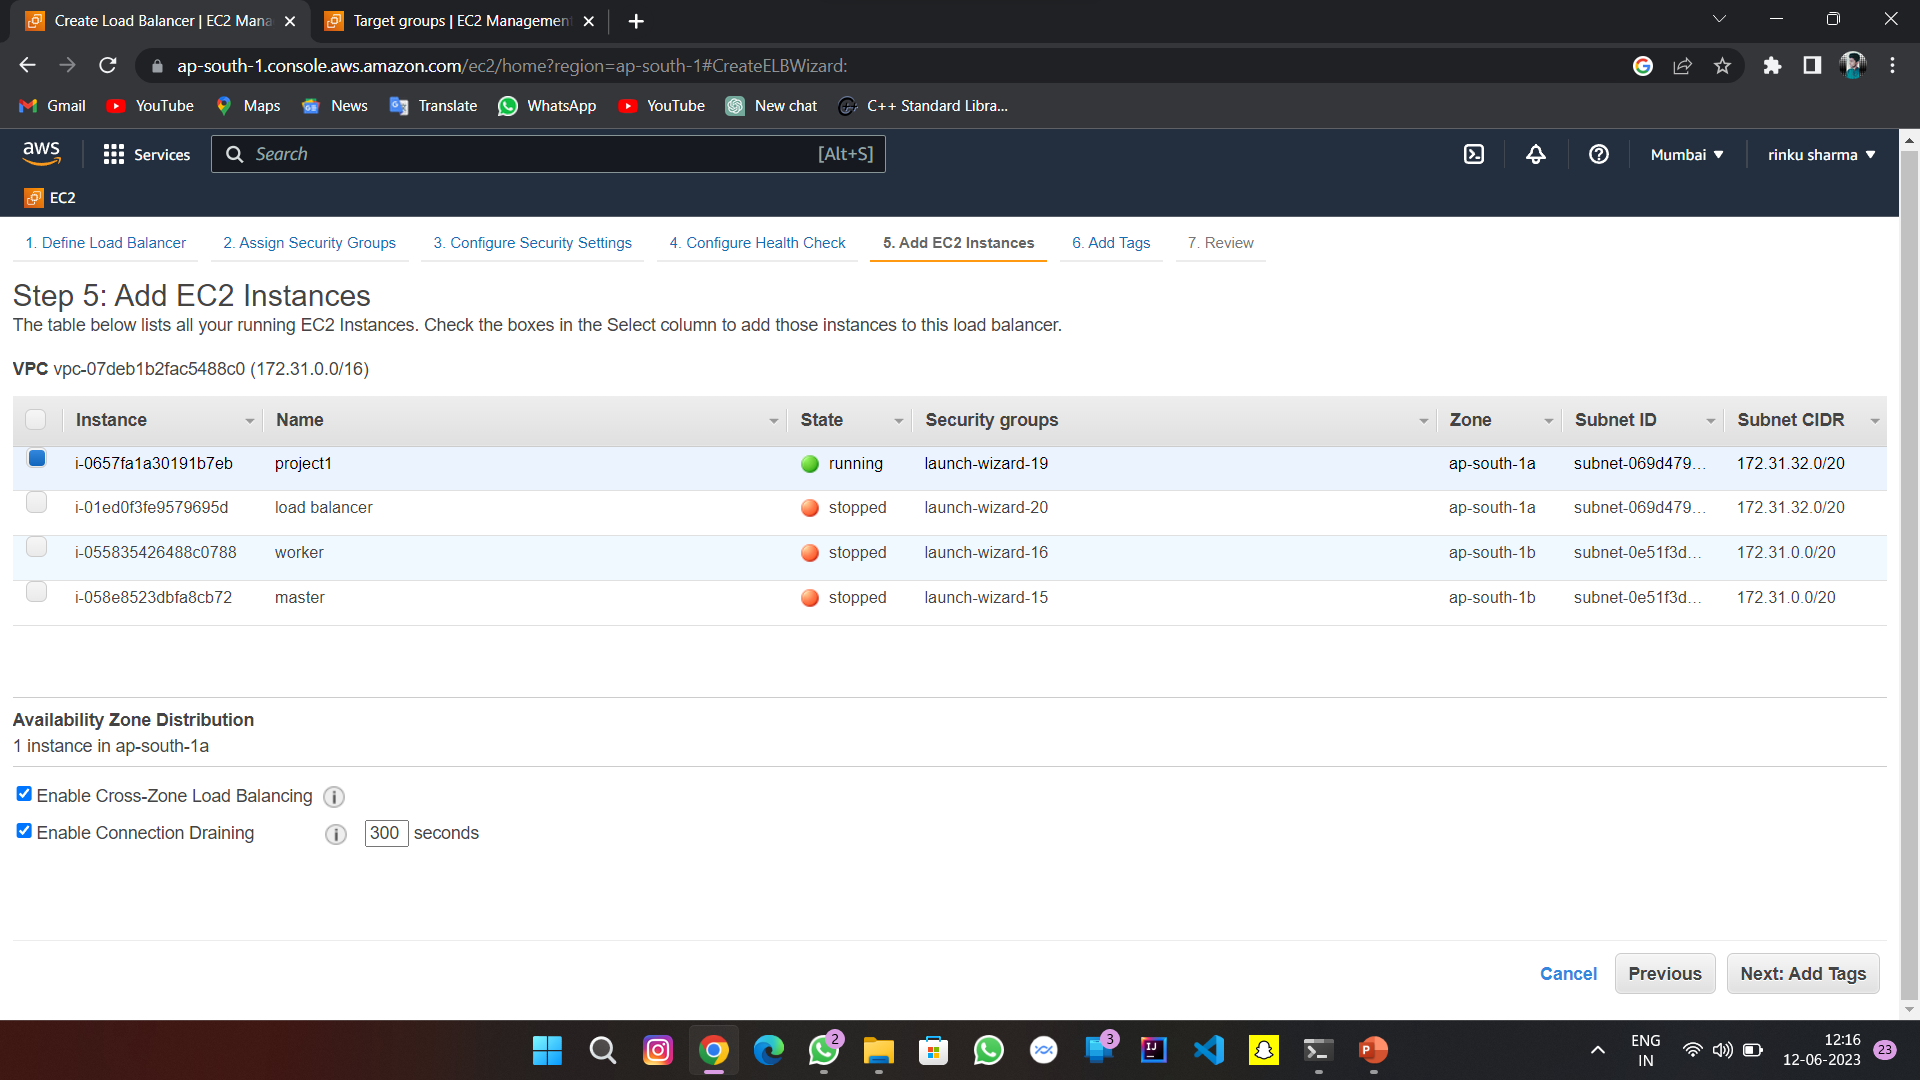 Create Load Balancer | EC2 Mana
Target groups | EC2 Management
ap-south-1.console.aws.amazon.com/ec2/home?region=ap-south-1#CreateELBWizard:
Gmail YouTube Maps News Translate WhatsApp YouTube New chat C++ Standard Libra...
aws Services Search [Alt+S] Mumbai rinku sharma
EC2
1. Define Load Balancer 2. Assign Security Groups 3. Configure Security Settings 4. Configure Health Check 5. Add EC2 Instances 6. Add Tags 7. Review
Step 5: Add EC2 Instances
The table below lists all your running EC2 Instances. Check the boxes in the Select column to add those instances to this load balancer.
VPC vpc-07deb1b2fac5488c0 (172.31.0.0/16)
Instance Name State Security groups Zone Subnet ID Subnet CIDR
i-0657fa1a30191b7eb project1 running launch-wizard-19 ap-south-1a subnet-069d479... 172.31.32.0/20
i-01ed0f3fe9579695d load balancer stopped launch-wizard-20 ap-south-1a subnet-069d479... 172.31.32.0/20
i-055835426488c0788 worker stopped launch-wizard-16 ap-south-1b subnet-0e51f3d... 172.31.0.0/20
i-058e8523dbfa8cb72 master stopped launch-wizard-15 ap-south-1b subnet-0e51f3d... 172.31.0.0/20
Availability Zone Distribution
1 instance in ap-south-1a
Enable Cross-Zone Load Balancing i
Enable Connection Draining i 300 seconds
Cancel Previous Next: Add Tags
2 3 IJ P ENG 12:16
IN 12-06-2023 23